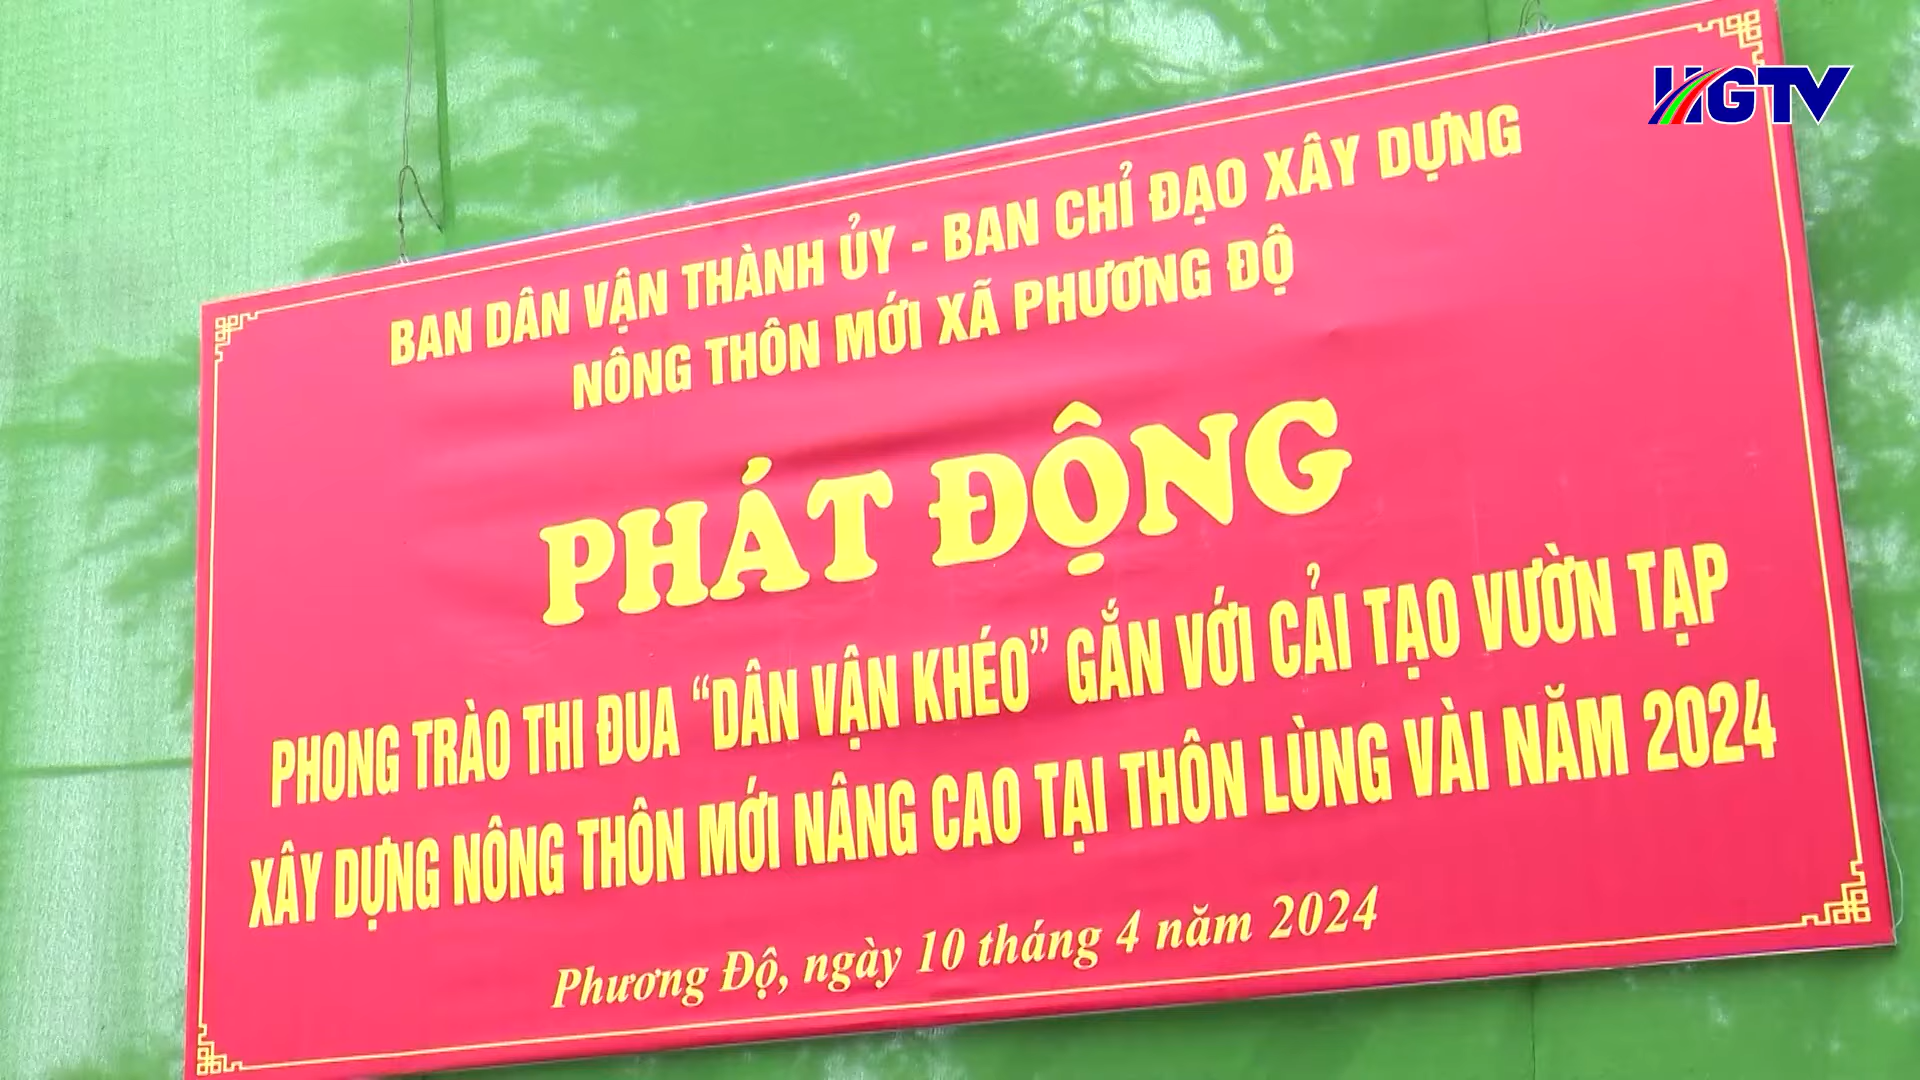 HGTV
BAN DÂN VẬN THÀNH ỦY - BAN CHỈ ĐẠO XÂY DỰNG
NÔNG THÔN MỚI XÃ PHƯƠNG ĐỘ
PHÁT ĐỘNG
PHONG TRÀO THI ĐUA “DÂN VẬN KHÉO” GẮN VỚI CẢI TẠO VƯỜN TẠP
XÂY DỰNG NÔNG THÔN MỚI NÂNG CAO TẠI THÔN LÙNG VÀI NĂM 2024
Phương Độ, ngày 10 tháng 4 năm 2024